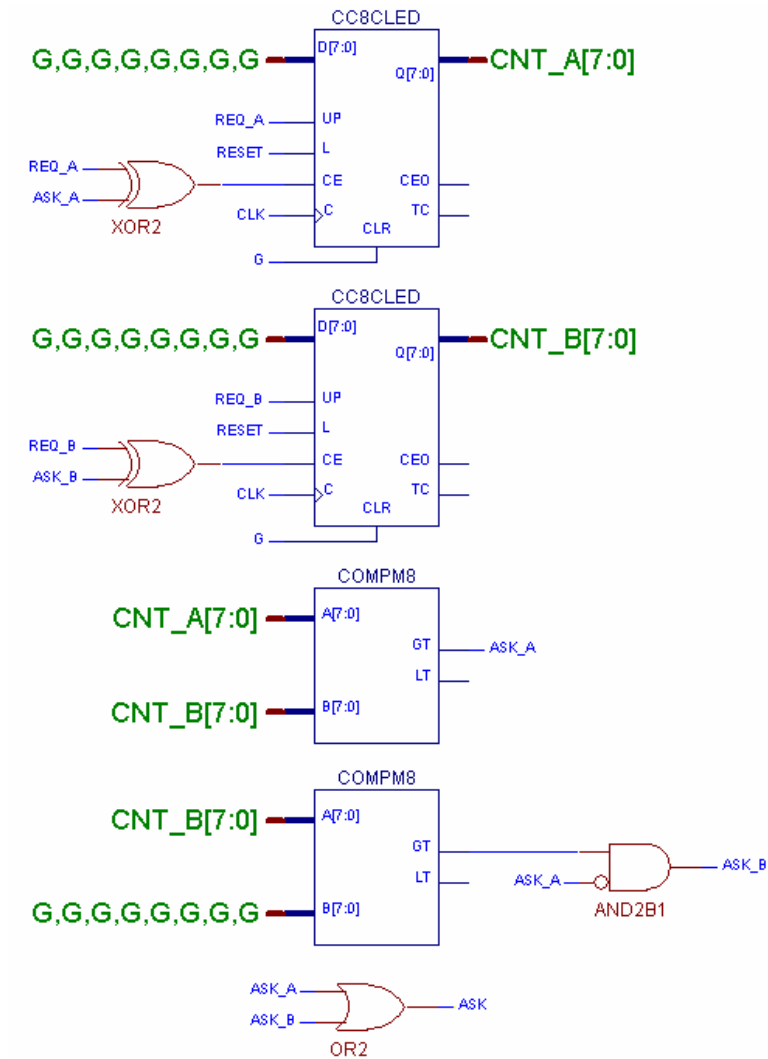 CC8CLED
G,G,G,G,G,G,G,G D[7:0] Q[7:0] CNT_A[7:0]
REQ_A UP
RESET L
REQ_A CE CEO
ASK_A CLK C TC
XOR2 CLR
G
CC8CLED
G,G,G,G,G,G,G,G D[7:0] Q[7:0] CNT_B[7:0]
REQ_B UP
RESET L
REQ_B CE CEO
ASK_B CLK C TC
XOR2 CLR
G
COMPM8
CNT_A[7:0] A[7:0]
GT ASK_A
LT
CNT_B[7:0] B[7:0]
COMPM8
CNT_B[7:0] A[7:0]
GT ASK_B
LT ASK_A
G,G,G,G,G,G,G,G B[7:0] AND2B1
ASK_A
ASK
ASK_B
OR2